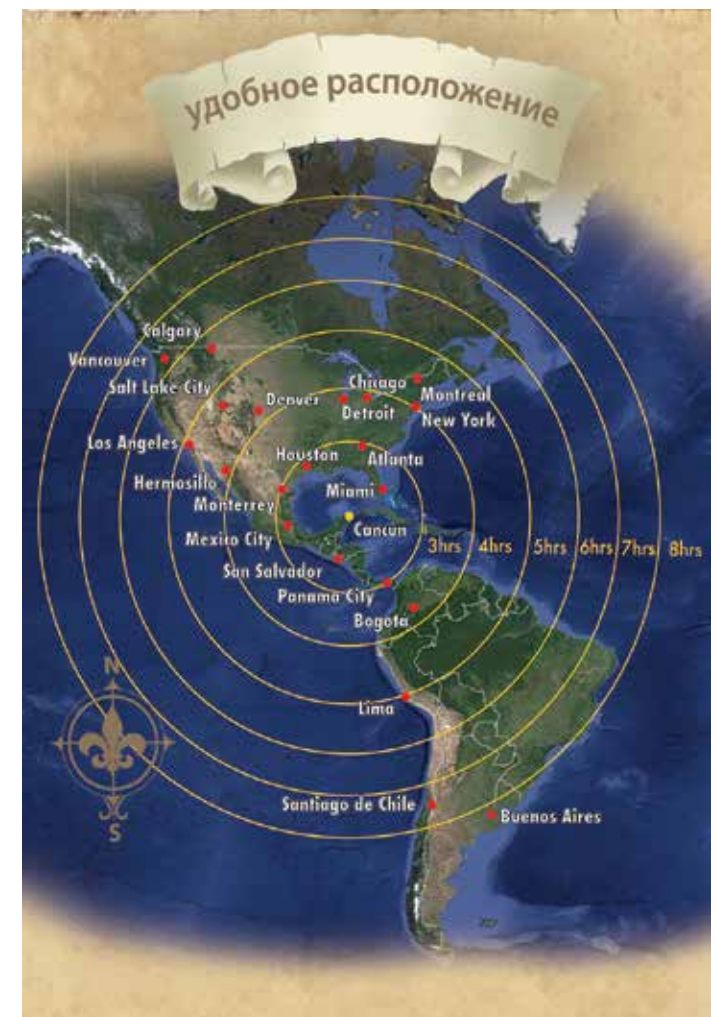 удобное расположение
Calgary
Vancouver
Salt Lake City
Denver
Chicago
Detroit
Montreal
New York
Los Angeles
Houston
Atlanta
Hermosillo
Monterrey
Miami
Mexico City
Cancun
3hrs 4hrs 5hrs 6hrs 7hrs 8hrs
San Salvador
Panama City
Bogota
N
Lima
Santiago de Chile
Buenos Aires
S